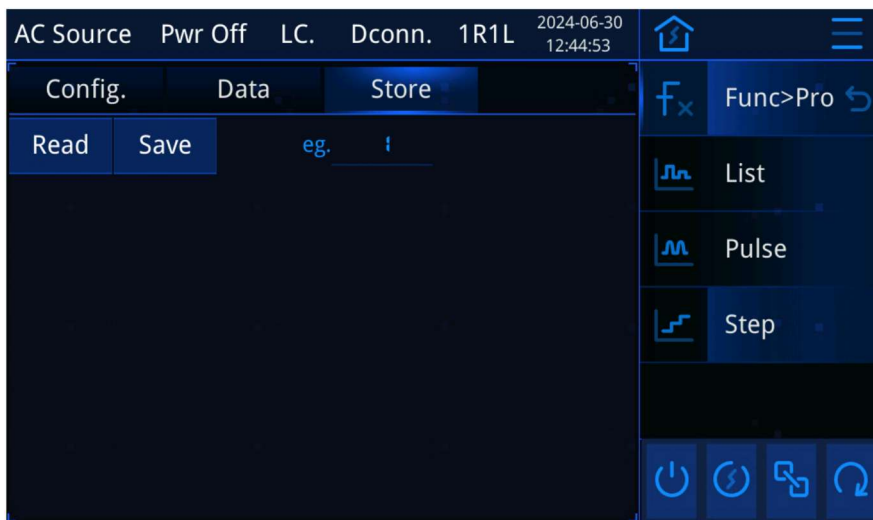 AC Source Pwr Off LC. Dconn. 1R1L 2024-06-30
12:44:53
Config. Data Store
Read Save eg. 1
Func>Pro
List
Pulse
Step